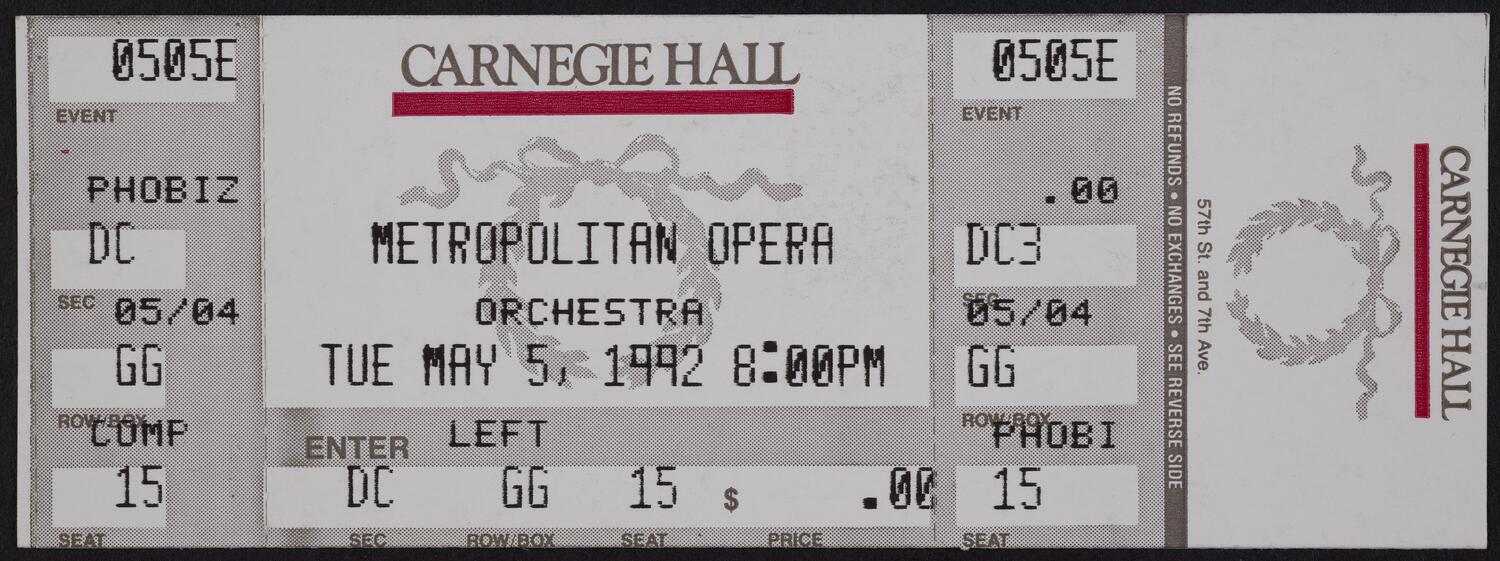 0505E
EVENT
PHOBIZ
DC
SEC
05/04
GG
ROW/BOX
COMP
15
SEAT
CARNEGIE HALL
METROPOLITAN OPERA
ORCHESTRA
TUE MAY 5, 1992 8:00PM
ENTER LEFT
DC GG 15 $ .00
SEC ROW/BOX SEAT PRICE
0505E
EVENT
.00
DC3
SEC
05/04
GG
ROW/BOX
PHOBI
15
SEAT
NO REFUNDS • NO EXCHANGES • SEE REVERSE SIDE
57th St. and 7th Ave.
CARNEGIE HALL